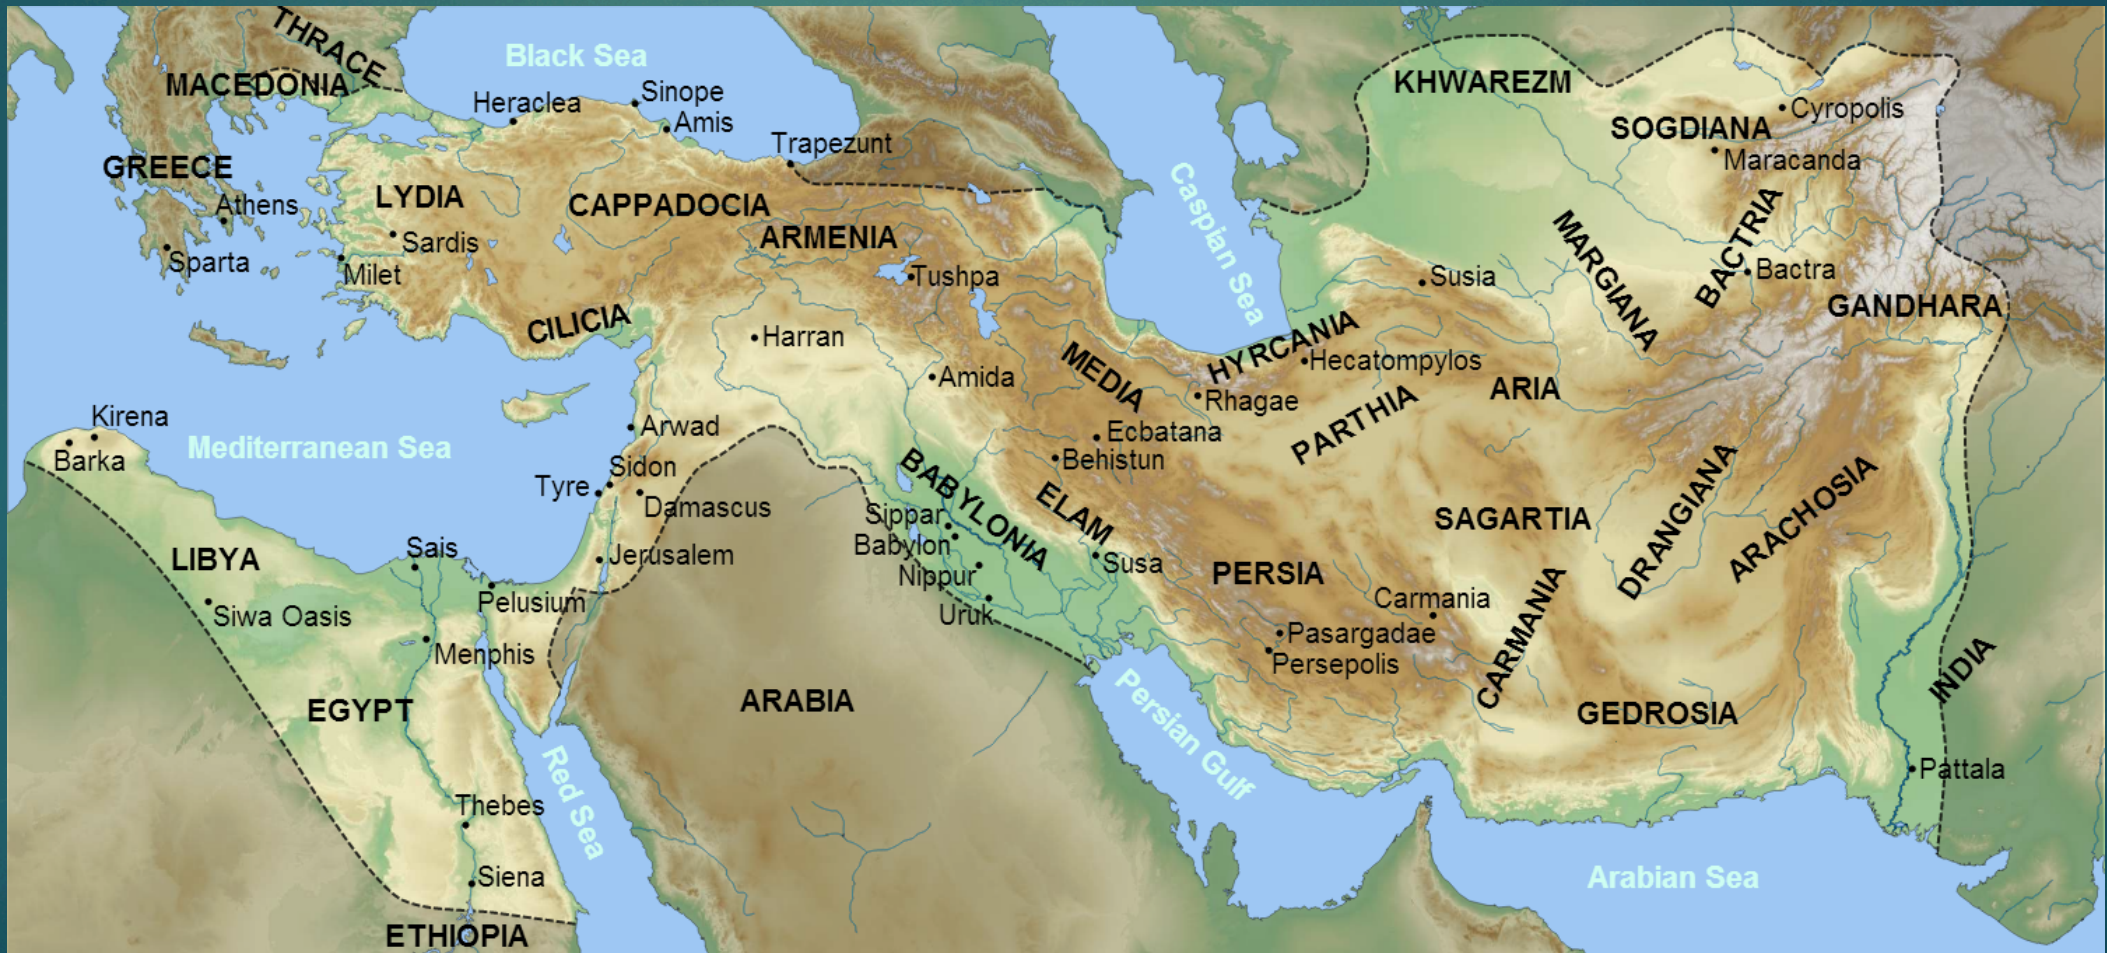 THRACE
Black Sea
MACEDONIA
KHWAREZM
Heraclea
Sinope
Amis
Cyropolis
SOGDIANA
Trapezunt
Maracanda
GREECE
LYDIA
CAPPADOCIA
Athens
Caspian Sea
MARGIANA
BACTRIA
ARMENIA
Sardis
Sparta
Milet
Tushpa
Susia
Bactra
GANDHARA
CILICIA
Harran
HYRCANIA
MEDIA
Hecatompylos
Amida
ARIA
Rhagae
PARTHIA
Kirena
Arwad
Ecbatana
Mediterranean Sea
Barka
Behistun
Sidon
Tyre
BABYLONIA
ELAM
DRANGIANA
ARACHOSIA
Damascus
Sippar
SAGARTIA
Babylon
Sais
LIBYA
Jerusalem
Susa
Nippur
PERSIA
Carmania
CARMANIA
Pelusium
Siwa Oasis
Uruk
Pasargadae
Menphis
Persepolis
INDIA
EGYPT
ARABIA
Persian Gulf
GEDROSIA
Pattala
Red Sea
Thebes
Siena
Arabian Sea
ETHIOPIA